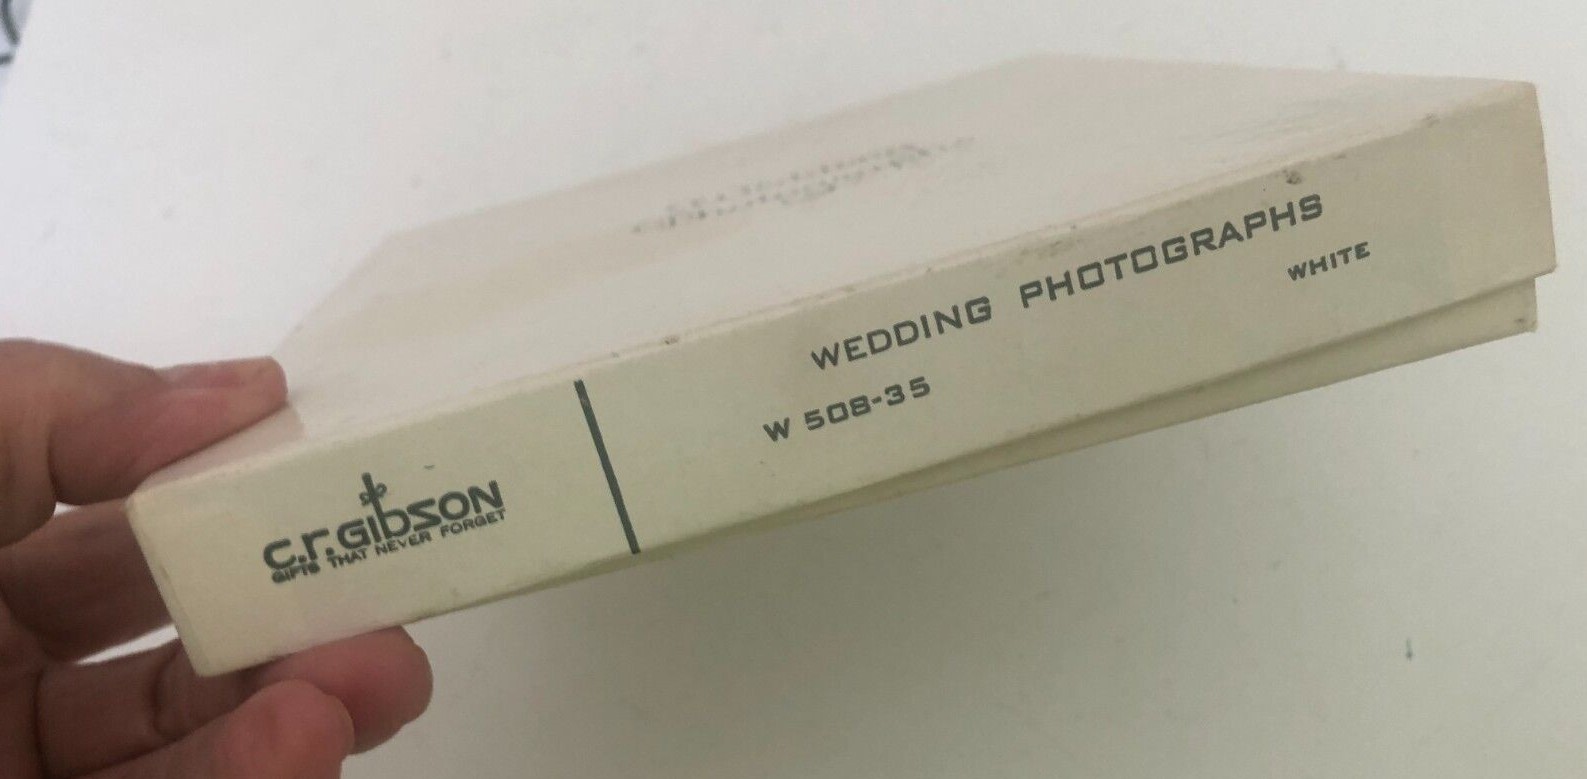 c.r.Gibson
GIFTS THAT NEVER FORGET
WEDDING PHOTOGRAPHS
W 508-35
WHITE